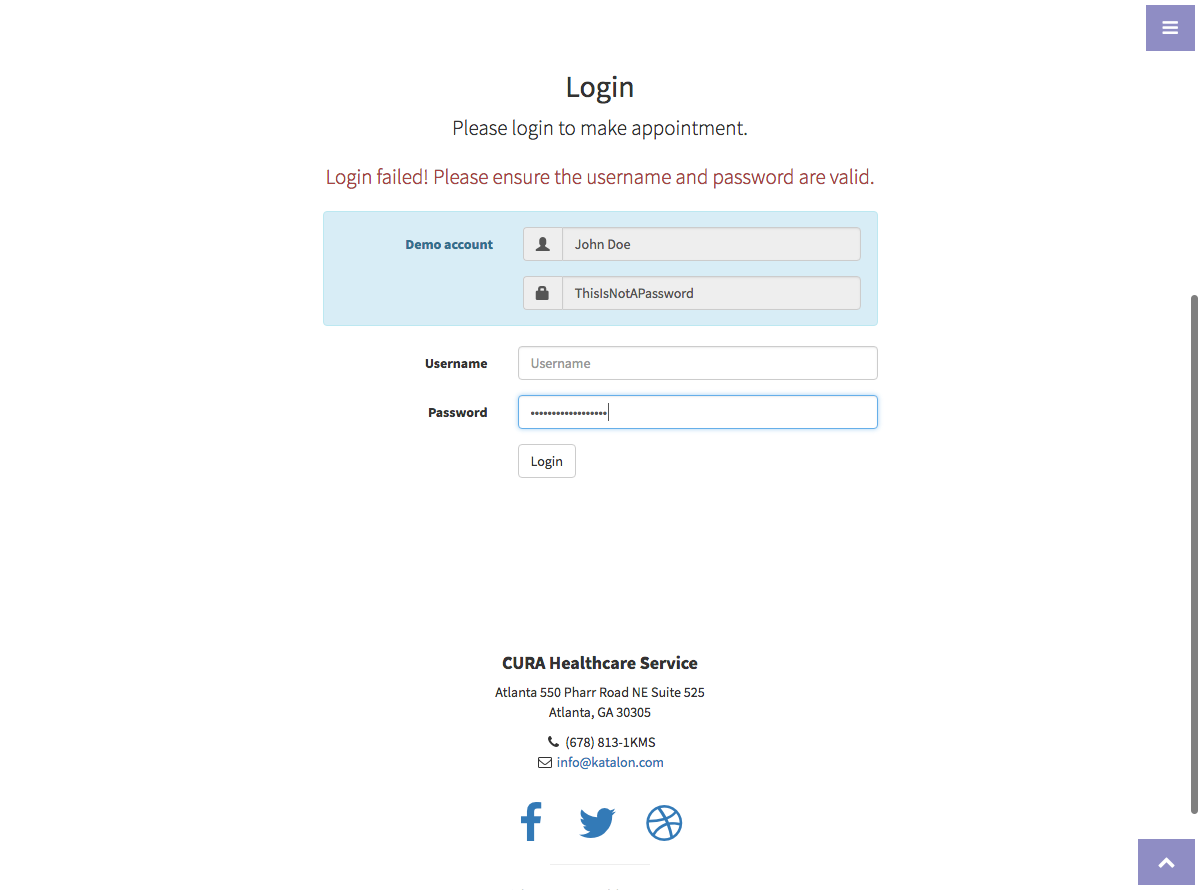 Login
Please login to make appointment.
Login failed! Please ensure the username and password are valid.
Demo account
John Doe
ThisIsNotAPassword
Username
Username
Password
••••••••••••••••••
Login
CURA Healthcare Service
Atlanta 550 Pharr Road NE Suite 525
Atlanta, GA 30305
(678) 813-1KMS
info@katalon.com